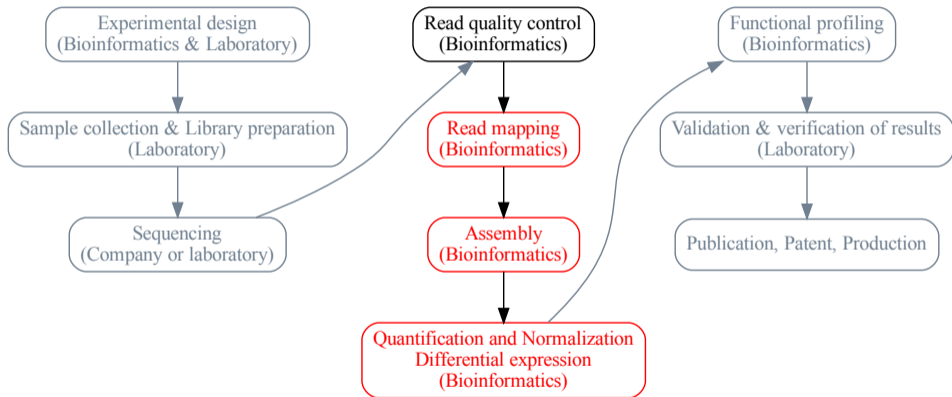 Experimental design
(Bioinformatics & Laboratory)
Sample collection & Library preparation
(Laboratory)
Sequencing
(Company or laboratory)
Read quality control
(Bioinformatics)
Read mapping
(Bioinformatics)
Assembly
(Bioinformatics)
Quantification and Normalization
Differential expression
(Bioinformatics)
Functional profiling
(Bioinformatics)
Validation & verification of results
(Laboratory)
Publication, Patent, Production